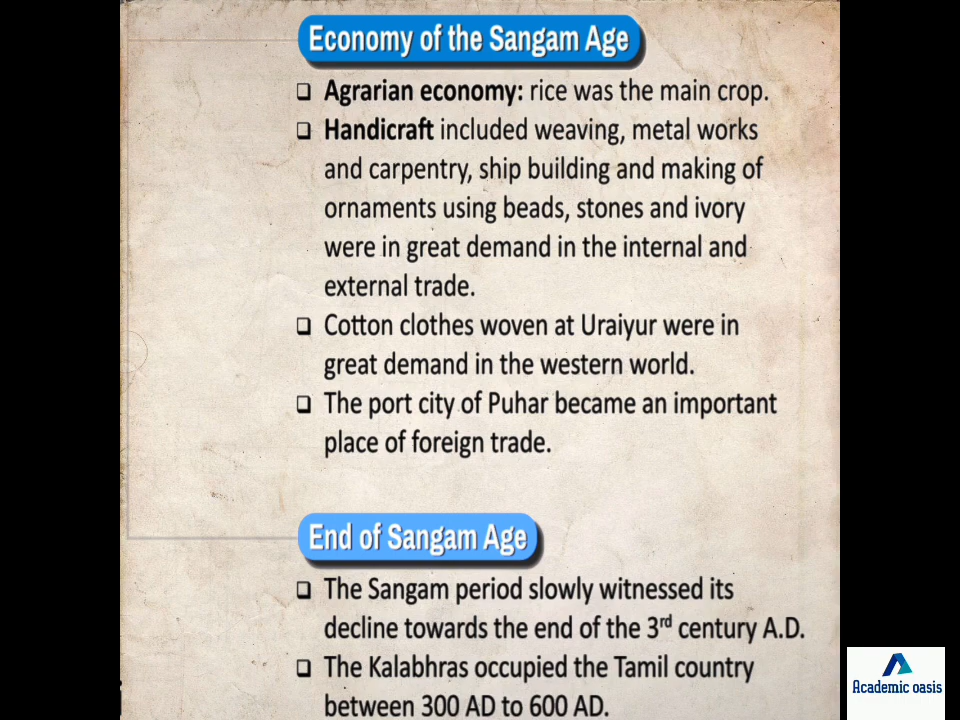 Economy of the Sangam Age
❑ Agrarian economy: rice was the main crop.
❑ Handicraft included weaving, metal works
and carpentry, ship building and making of
ornaments using beads, stones and ivory
were in great demand in the internal and
external trade.
❑ Cotton clothes woven at Uraiyur were in
great demand in the western world.
❑ The port city of Puhar became an important
place of foreign trade.
End of Sangam Age
❑ The Sangam period slowly witnessed its
decline towards the end of the 3rd century A.D.
❑ The Kalabhras occupied the Tamil country
between 300 AD to 600 AD.
Academic oasis